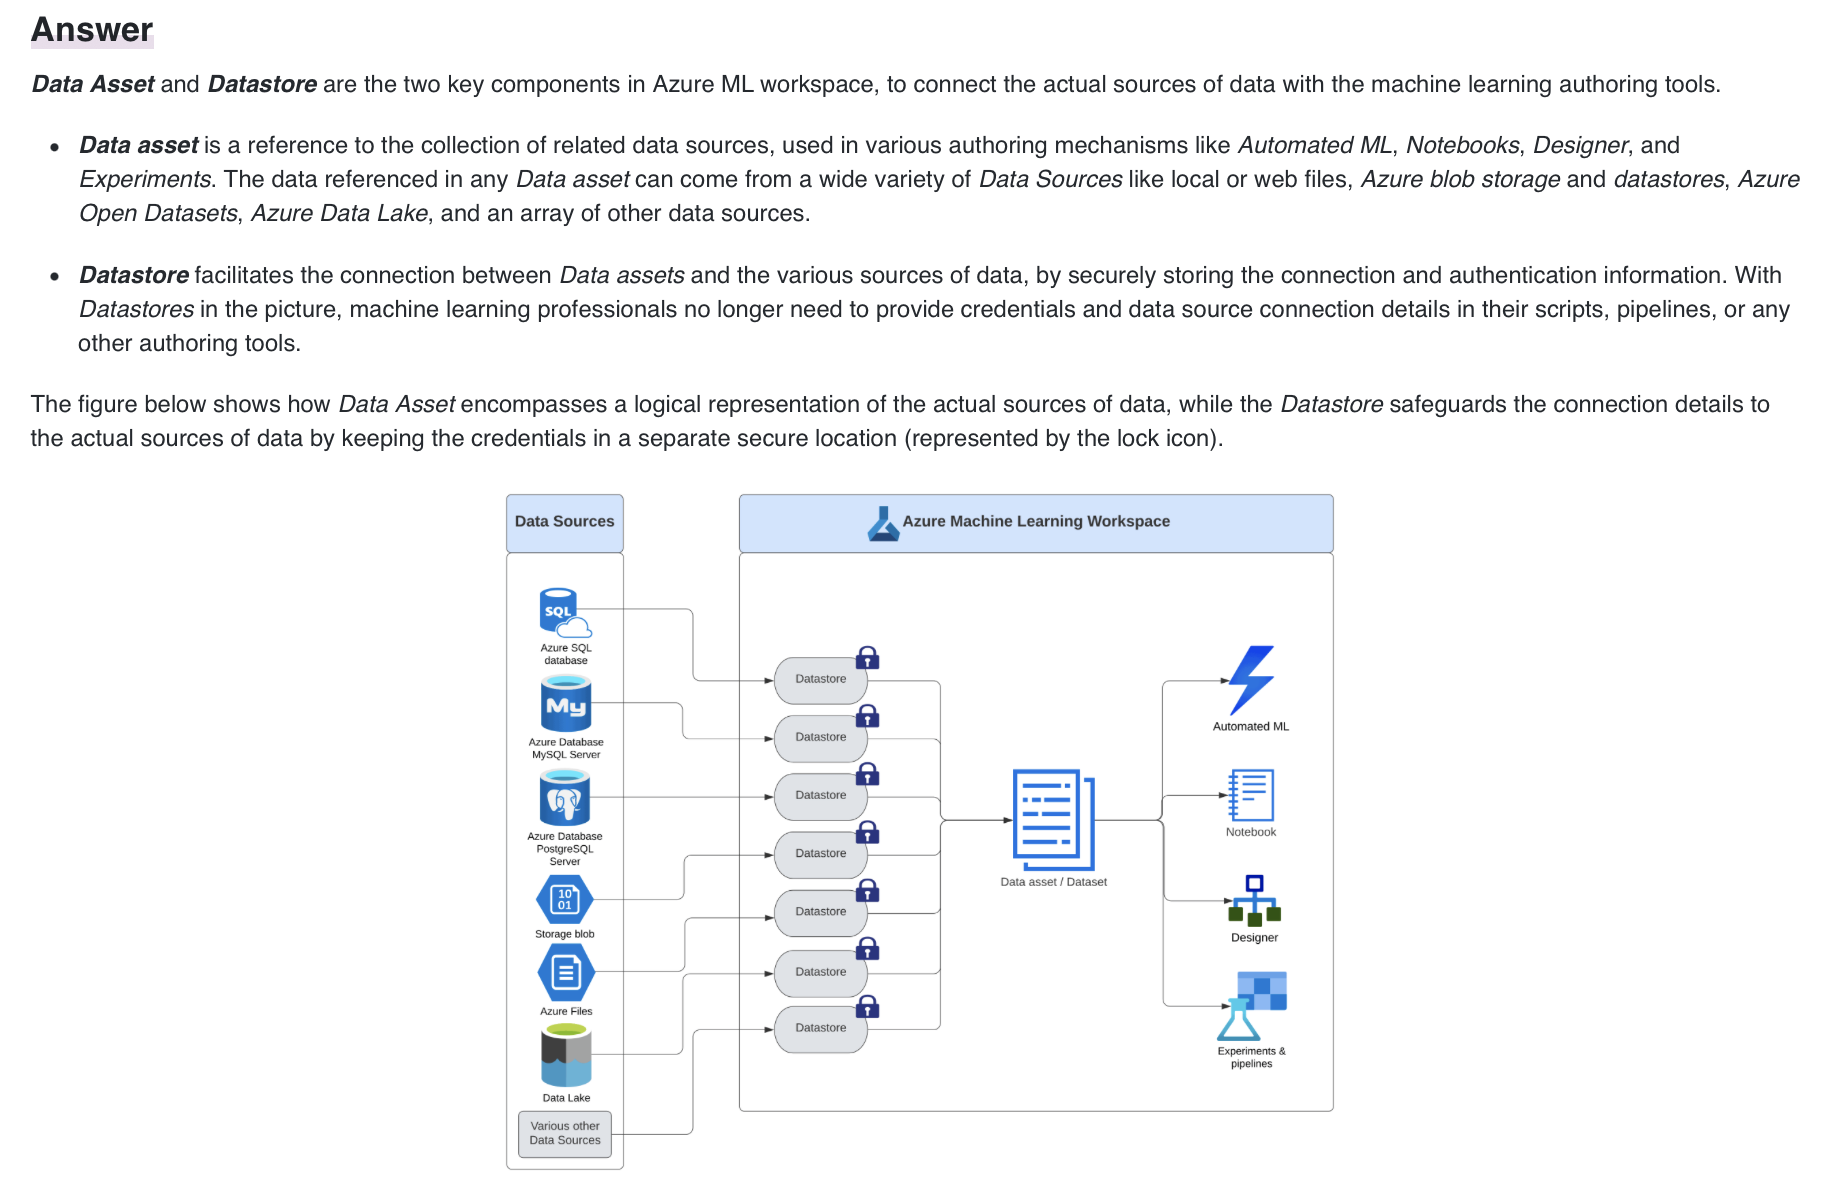 Answer
Data Asset and Datastore are the two key components in Azure ML workspace, to connect the actual sources of data with the machine learning authoring tools.
• Data asset is a reference to the collection of related data sources, used in various authoring mechanisms like Automated ML, Notebooks, Designer, and
Experiments. The data referenced in any Data asset can come from a wide variety of Data Sources like local or web files, Azure blob storage and datastores, Azure
Open Datasets, Azure Data Lake, and an array of other data sources.
• Datastore facilitates the connection between Data assets and the various sources of data, by securely storing the connection and authentication information. With
Datastores in the picture, machine learning professionals no longer need to provide credentials and data source connection details in their scripts, pipelines, or any
other authoring tools.
The figure below shows how Data Asset encompasses a logical representation of the actual sources of data, while the Datastore safeguards the connection details to
the actual sources of data by keeping the credentials in a separate secure location (represented by the lock icon).
Data Sources
SQL
Azure SQL
database
My
Azure Database
MySQL Server
Azure Database
PostgreSQL
Server
10
01
Storage blob
Azure Files
Data Lake
Various other
Data Sources
Azure Machine Learning Workspace
Datastore
Datastore
Datastore
Datastore
Datastore
Datastore
Datastore
Data asset / Dataset
Automated ML
Notebook
Designer
Experiments &
pipelines